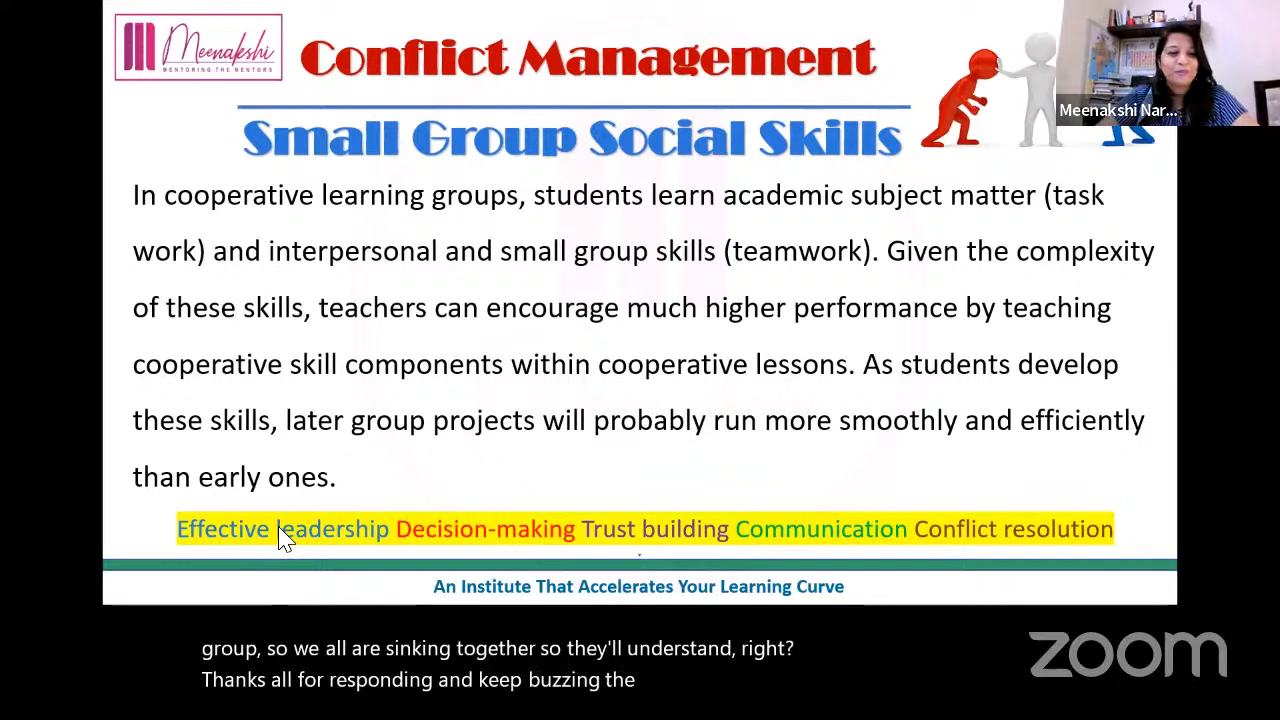 Meenakshi
MENTORING THE MENTORS
Conflict Management
Meenakshi Nar...
Small Group Social Skills
In cooperative learning groups, students learn academic subject matter (task
work) and interpersonal and small group skills (teamwork). Given the complexity
of these skills, teachers can encourage much higher performance by teaching
cooperative skill components within cooperative lessons. As students develop
these skills, later group projects will probably run more smoothly and efficiently
than early ones.
Effective leadership Decision-making Trust building Communication Conflict resolution
An Institute That Accelerates Your Learning Curve
group, so we all are sinking together so they'll understand, right?
Thanks all for responding and keep buzzing the
zoom